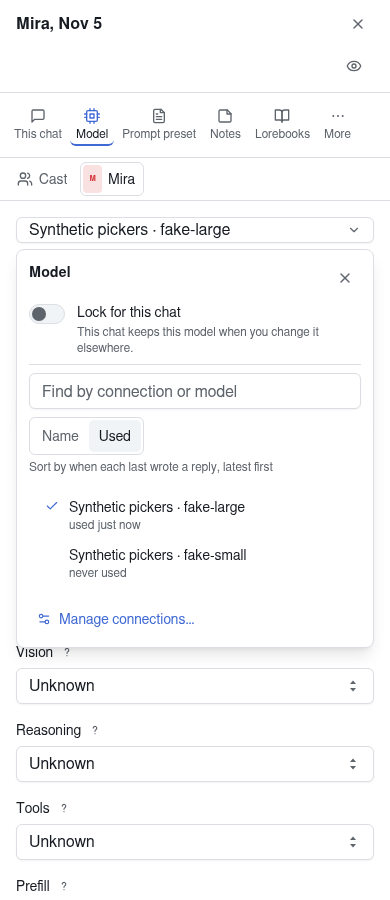 Mira, Nov 5
This chat
Model
Prompt preset
Notes
Lorebooks
More
Cast
M
Mira
Synthetic pickers · fake-large
Model
Lock for this chat
This chat keeps this model when you change it
elsewhere.
Find by connection or model
Name
Used
Sort by when each last wrote a reply, latest first
Synthetic pickers · fake-large
used just now
Synthetic pickers · fake-small
never used
Manage connections...
Vision ?
Unknown
Reasoning ?
Unknown
Tools ?
Unknown
Prefill ?